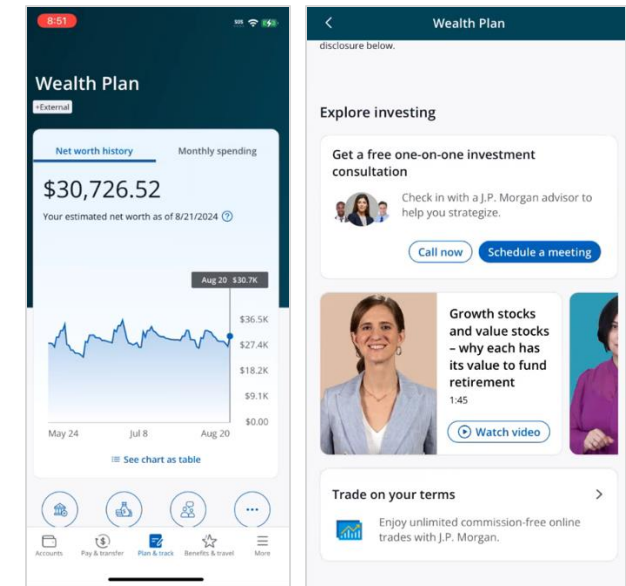 8:51
SOS
Wealth Plan
+External
Net worth history
Monthly spending
$30,726.52
Your estimated net worth as of 8/21/2024 ?
Aug 20 $30.7K
$36.5K
$27.4K
$18.2K
$9.1K
$0.00
May 24
Jul 8
Aug 20
See chart as table
Accounts
Pay & transfer
Plan & track
Benefits & travel
More
Wealth Plan
disclosure below.
Explore investing
Get a free one-on-one investment
consultation
Check in with a J.P. Morgan advisor to
help you strategize.
Call now
Schedule a meeting
Growth stocks
and value stocks
– why each has
its value to fund
retirement
1:45
Watch video
Trade on your terms
Enjoy unlimited commission-free online
trades with J.P. Morgan.